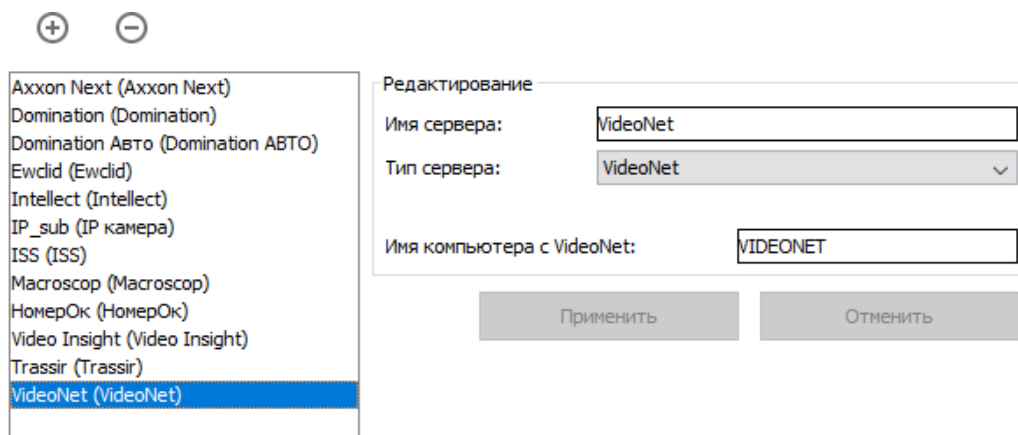 Axxon Next (Axxon Next)
Domination (Domination)
Domination Авто (Domination АВТО)
Ewclid (Ewclid)
Intellect (Intellect)
IP_sub (IP камера)
ISS (ISS)
Macroscop (Macroscop)
НомерОк (НомерОк)
Video Insight (Video Insight)
Trassir (Trassir)
VideoNet (VideoNet)
Редактирование
Имя сервера: VideoNet
Тип сервера: VideoNet
Имя компьютера с VideoNet: VIDEONET
Применить Отменить